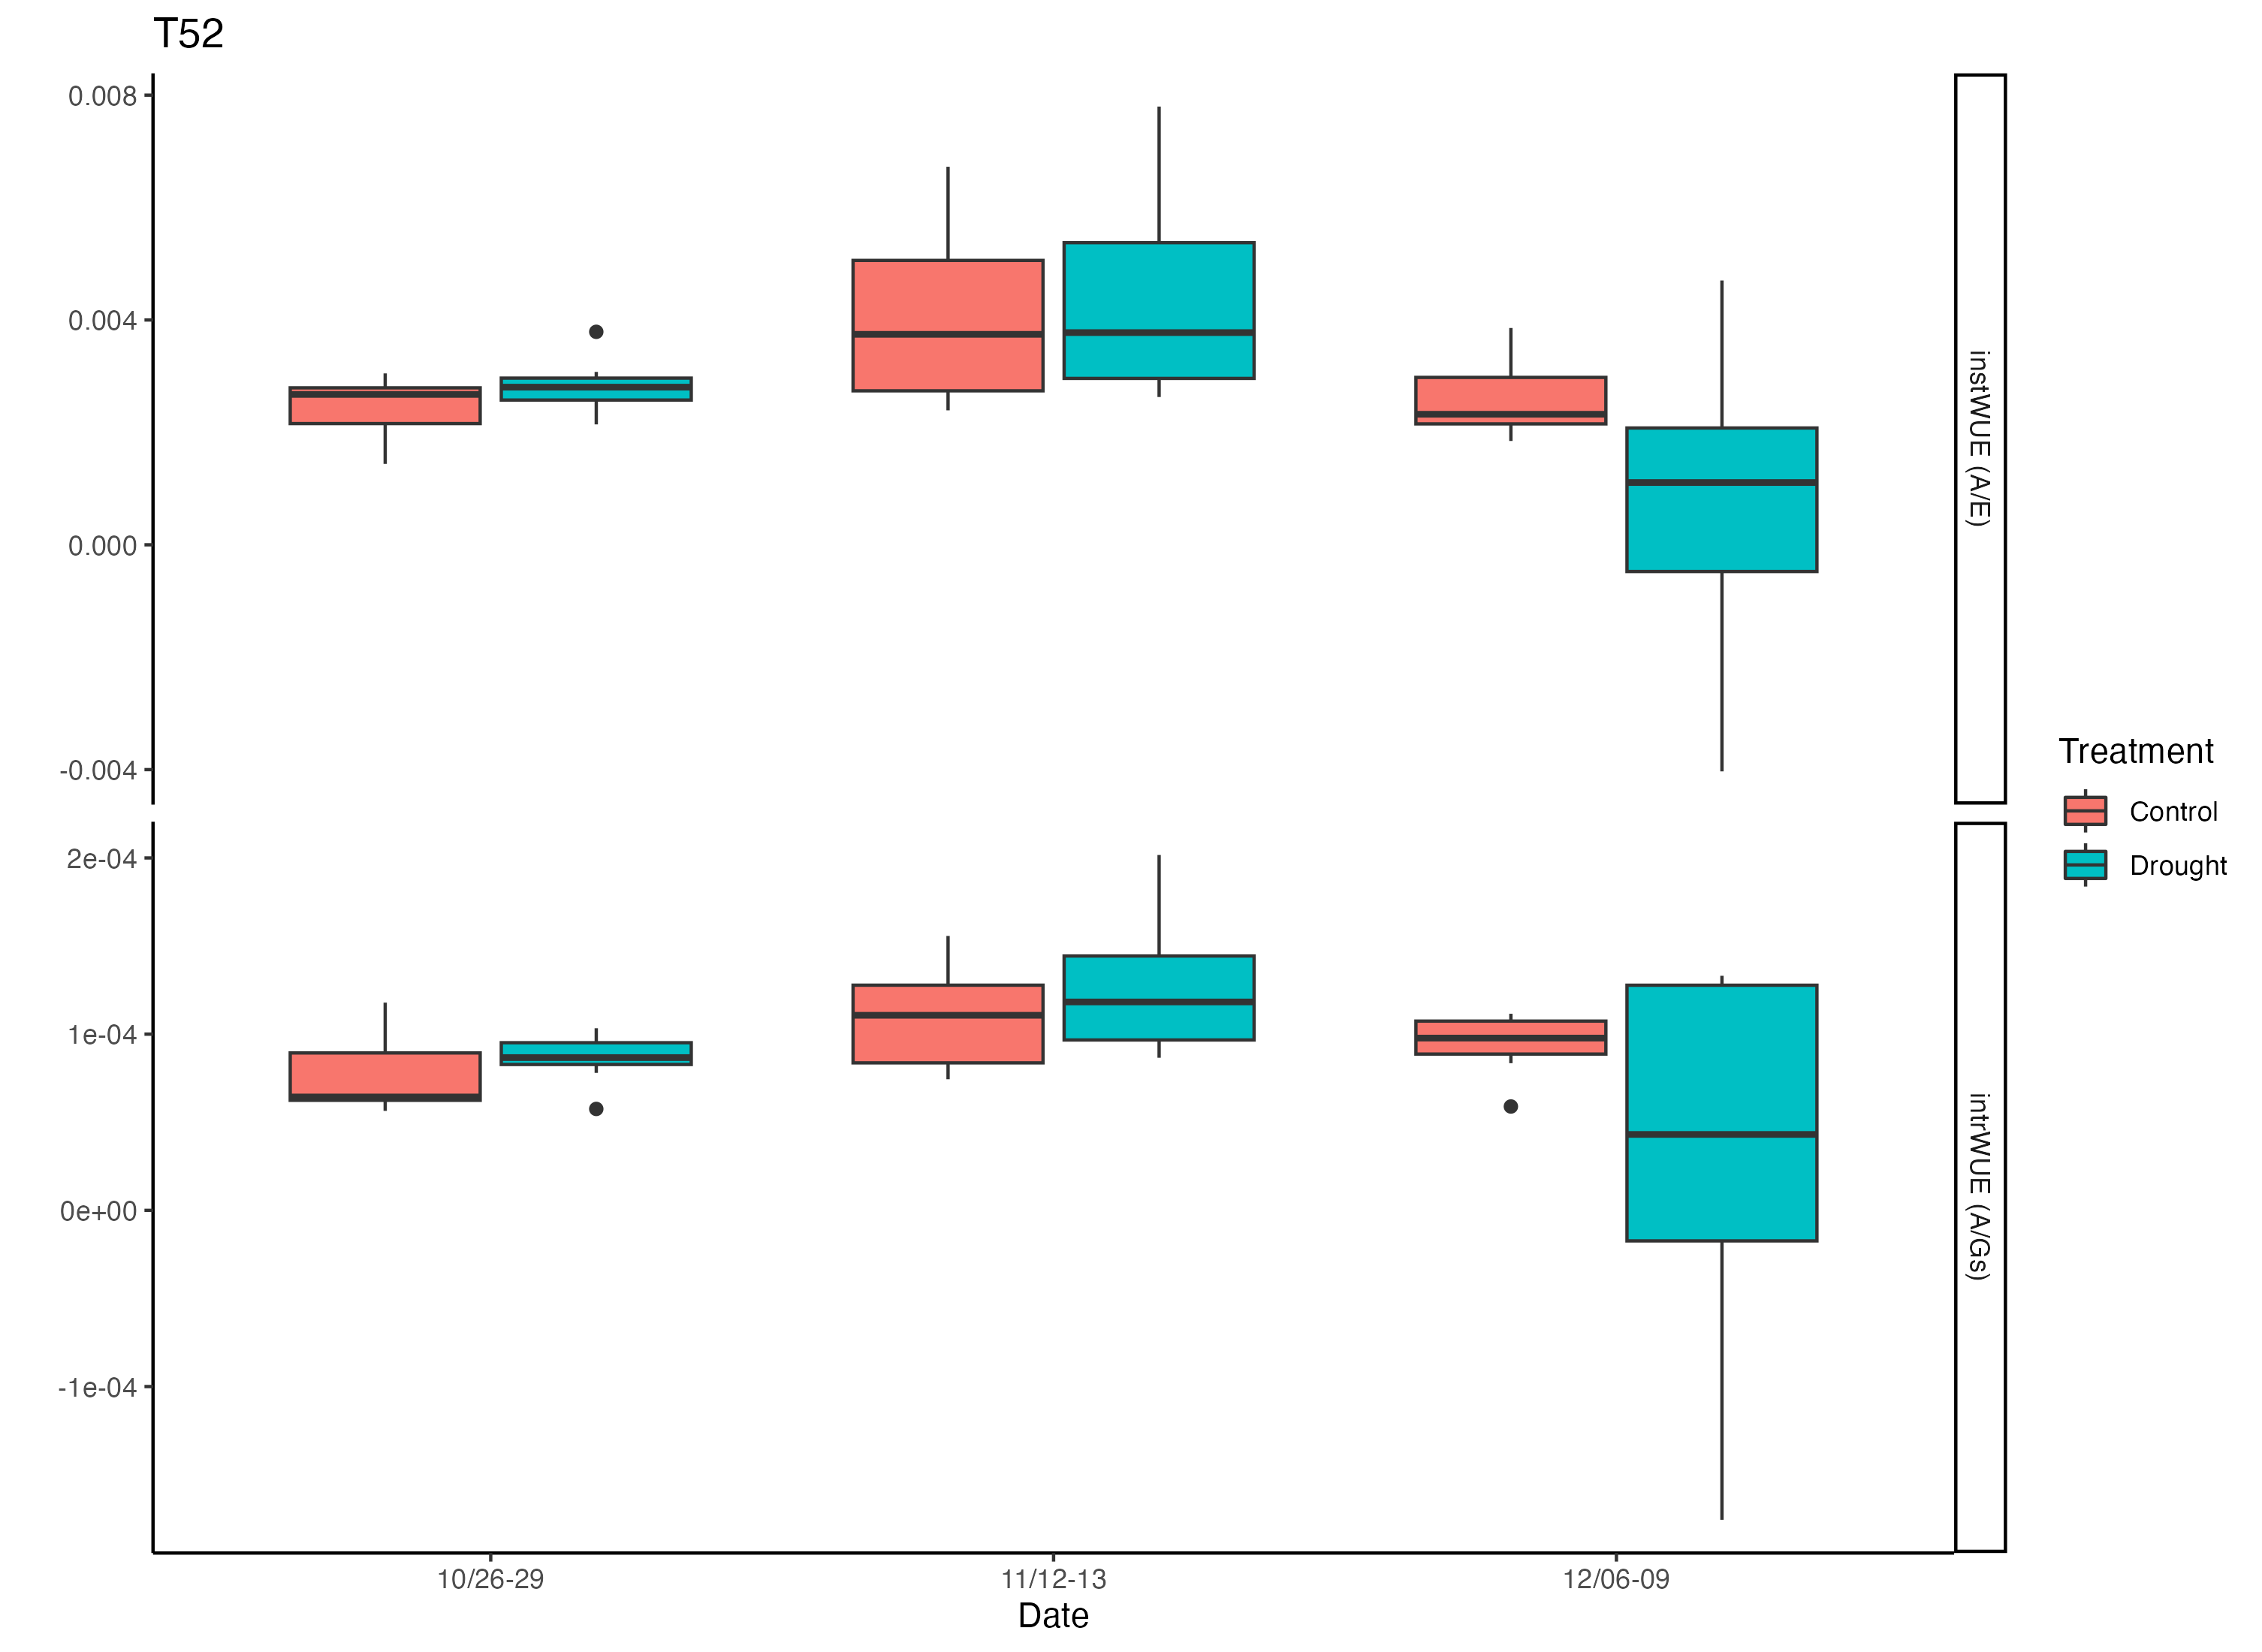 T52
0.008
0.004
0.000
-0.004
instWUE (A/E)
2e-04
1e-04
0e+00
-1e-04
intrWUE (A/Gs)
10/26-29
11/12-13
12/06-09
Date
Treatment
Control
Drought